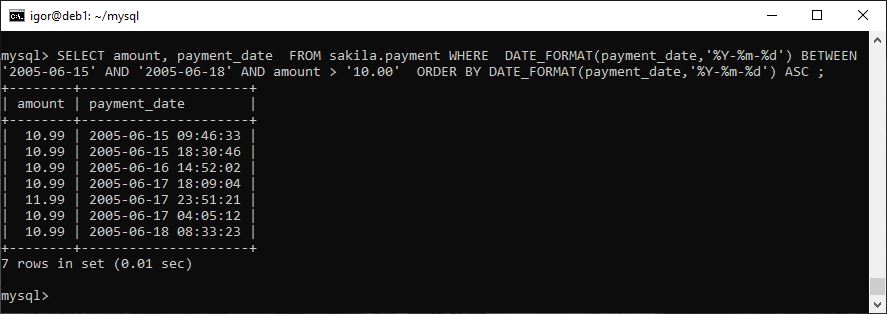 igor@deb1: ~/mysql
mysql> SELECT amount, payment_date  FROM sakila.payment WHERE  DATE_FORMAT(payment_date,'%Y-%m-%d') BETWEEN
'2005-06-15' AND '2005-06-18' AND amount > '10.00'  ORDER BY DATE_FORMAT(payment_date,'%Y-%m-%d') ASC ;
+--------+---------------------+
| amount | payment_date        |
+--------+---------------------+
|  10.99 | 2005-06-15 09:46:33 |
|  10.99 | 2005-06-15 18:30:46 |
|  10.99 | 2005-06-16 14:52:02 |
|  10.99 | 2005-06-17 18:09:04 |
|  11.99 | 2005-06-17 23:51:21 |
|  10.99 | 2005-06-17 04:05:12 |
|  10.99 | 2005-06-18 08:33:23 |
+--------+---------------------+
7 rows in set (0.01 sec)
mysql>